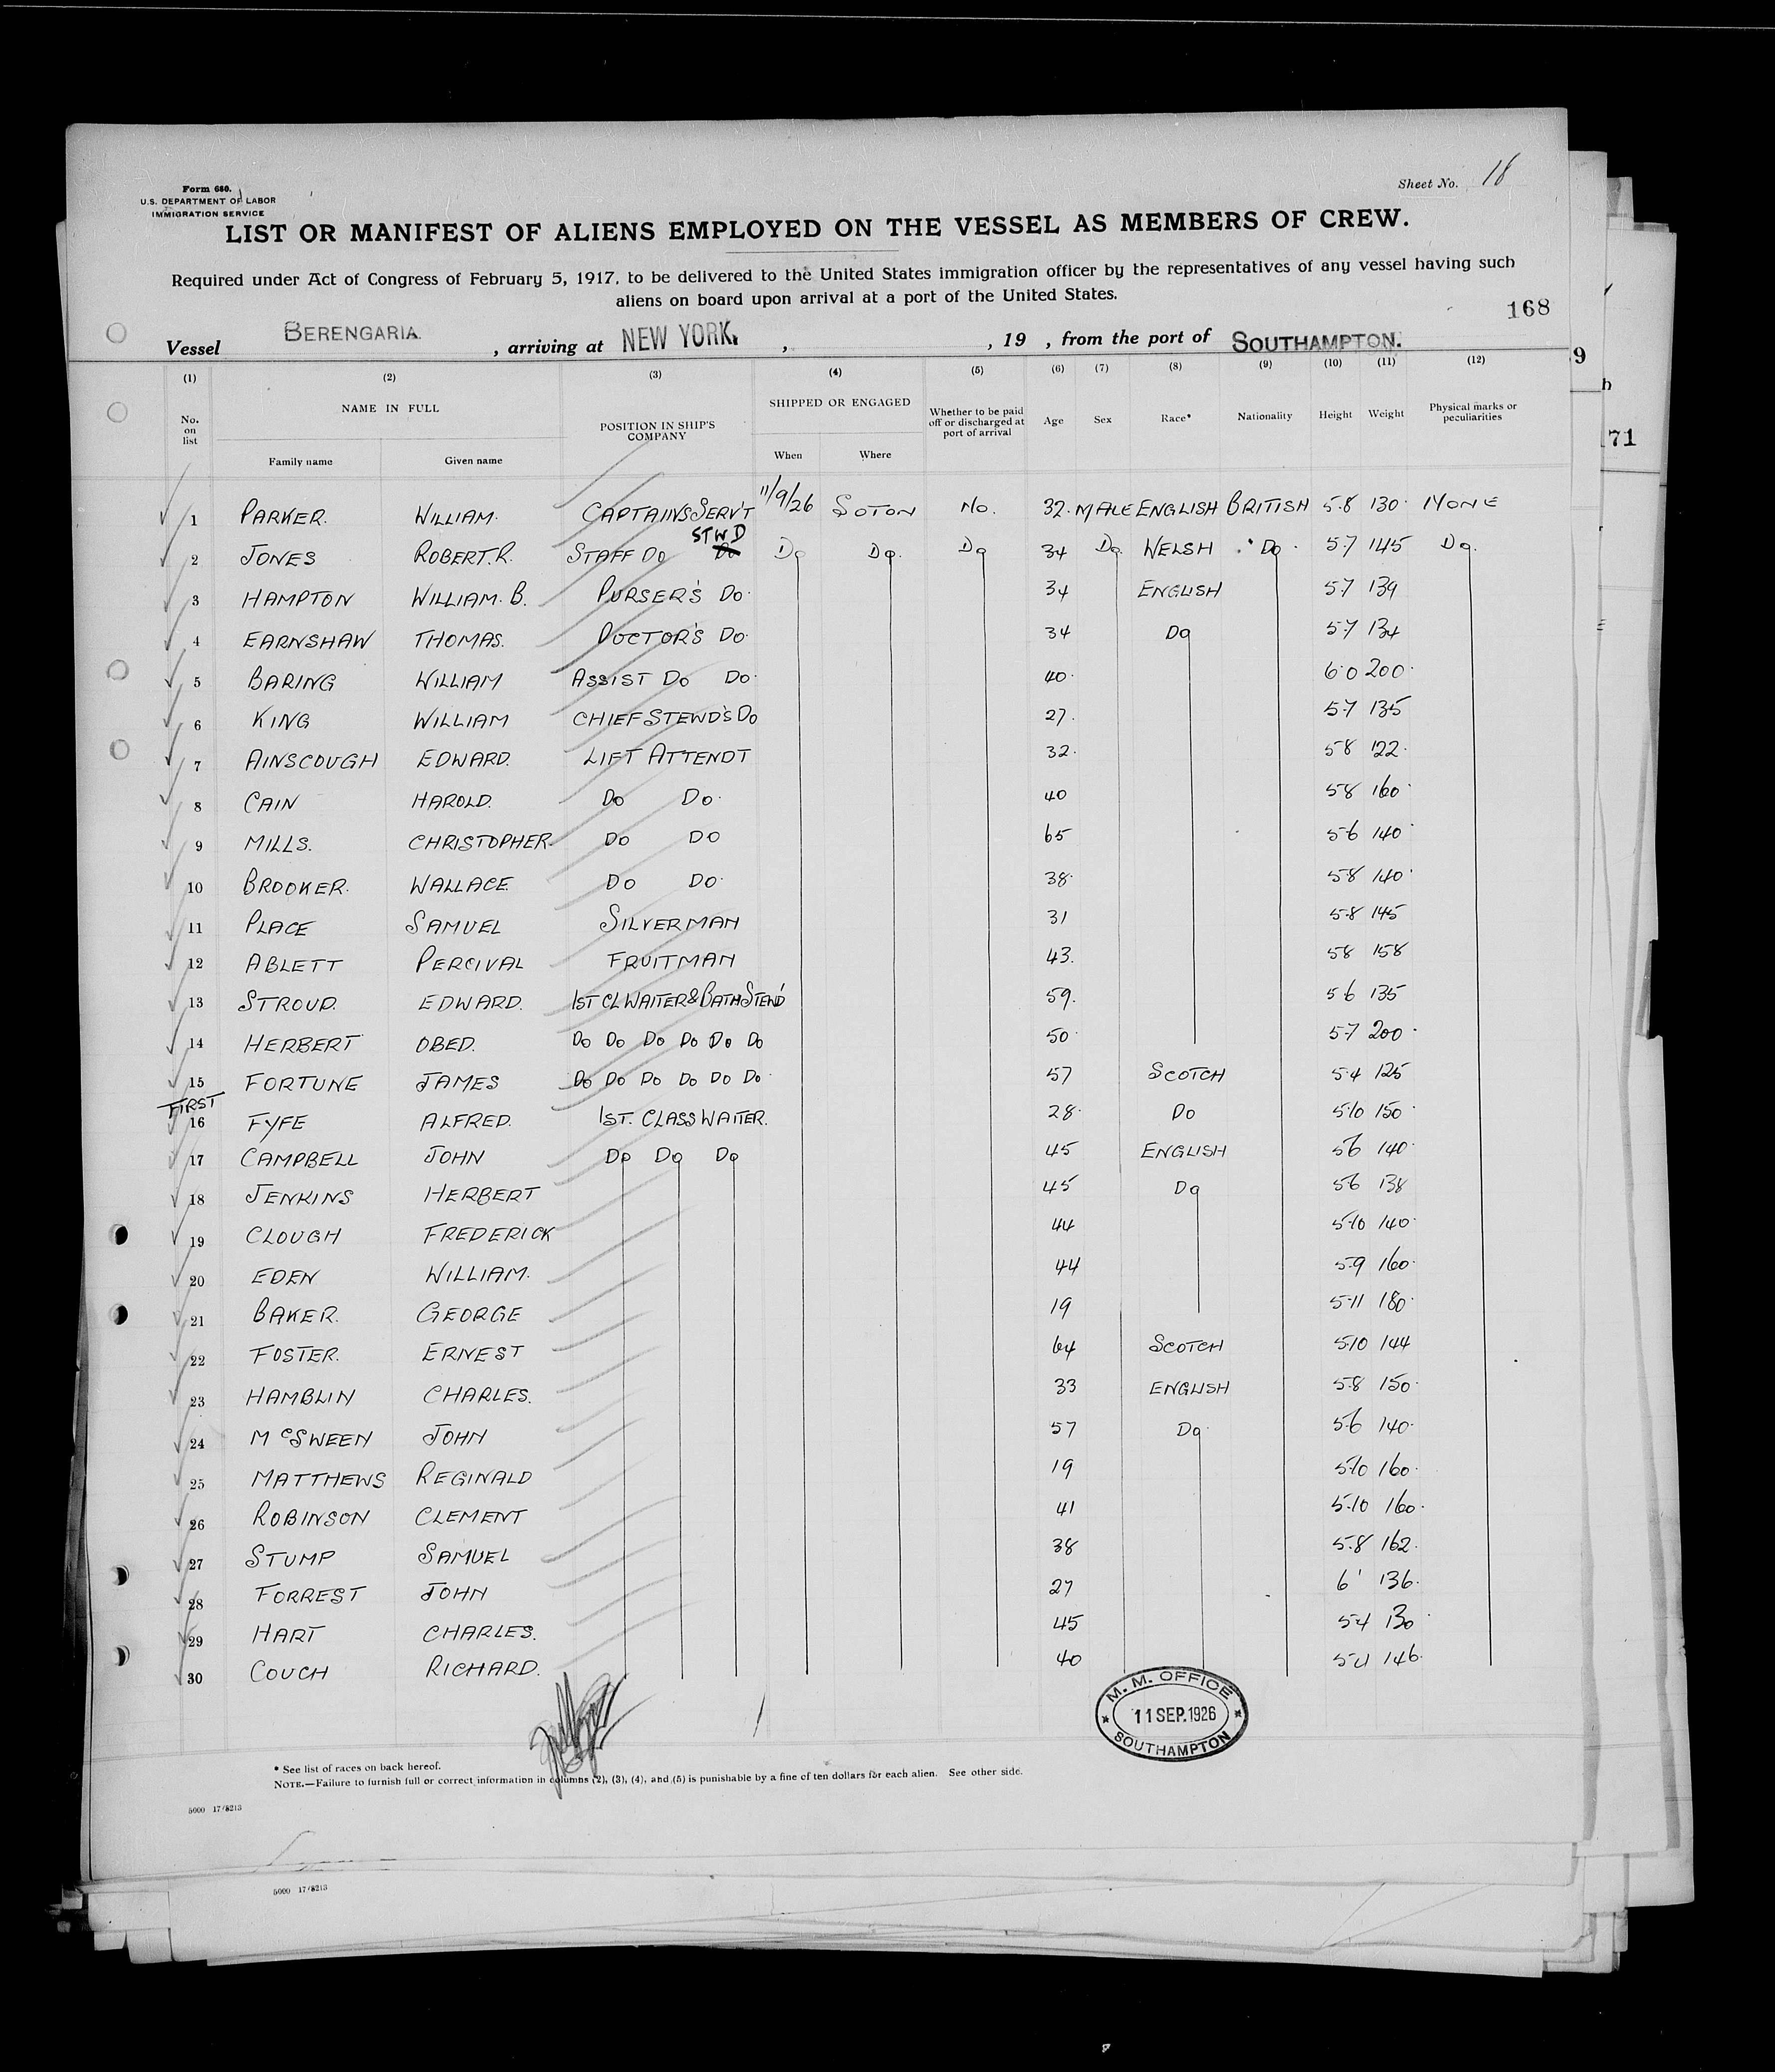 Form 680.
U.S. DEPARTMENT OF LABOR
IMMIGRATION SERVICE
Sheet No. 18
LIST OR MANIFEST OF ALIENS EMPLOYED ON THE VESSEL AS MEMBERS OF CREW.
Required under Act of Congress of February 5, 1917, to be delivered to the United States immigration officer by the representatives of any vessel having such
aliens on board upon arrival at a port of the United States.
168
Vessel BERENGARIA. , arriving at NEW YORK. , , 19 , from the port of SOUTHAMPTON.
9
71
(1) (2) (3) (4) (5) (6) (7) (8) (9) (10) (11) (12)
No. on list NAME IN FULL POSITION IN SHIP'S COMPANY SHIPPED OR ENGAGED Whether to be paid off or discharged at port of arrival Age Sex Race* Nationality Height Weight Physical marks or peculiarities
Family name Given name When Where
1 PARKER. WILLIAM. CAPTAINS SERV'T 11/9/26 SOTON No. 32. MALE ENGLISH BRITISH 5-8 130 NONE
2 JONES ROBERT. R. STAFF DO STWD Do Do. Do 34 Do WELSH Do 5-7 145 Do.
3 HAMPTON WILLIAM. B. PURSER'S DO 34 ENGLISH 5-7 139
4 EARNSHAW THOMAS. DOCTOR'S DO 34 Do 5-7 134
5 BARING WILLIAM ASSIST DO DO 40 6-0 200
6 KING WILLIAM CHIEF STEWD'S DO 27. 5-7 135
7 AINSCOUGH EDWARD. LIFT ATTENDT 32. 5-8 122
8 CAIN HAROLD. DO DO. 40 5-8 160
9 MILLS. CHRISTOPHER. DO DO 65 5-6 140
10 BROOKER. WALLACE DO DO. 38 5-8 140
11 PLACE SAMUEL SILVERMAN 31 5-8 145
12 ABLETT PERCIVAL FRUITMAN 43. 5-8 158
13 STROUD. EDWARD. 1ST CL WAITER & BATH STEWD 59. 5-6 135
14 HERBERT OBED. DO DO DO DO DO DO 50 5-7 200
15 FORTUNE JAMES DO DO DO DO DO DO 57 SCOTCH 5-4 125
FIRST
16 FYFE ALFRED. 1ST. CLASS WAITER. 28. Do 5-10 150
17 CAMPBELL JOHN DO DO DO 45 ENGLISH 5-6 140
18 JENKINS HERBERT 45 Do 5-6 138
19 CLOUGH FREDERICK 44 5-10 140
20 EDEN WILLIAM. 44 5-9 160
21 BAKER. GEORGE 19 5-11 180
22 FOSTER. ERNEST 64 SCOTCH 5-10 144
23 HAMBLIN CHARLES. 33 ENGLISH 5-8 150
24 McSWEEN JOHN 57 Do 5-6 140
25 MATTHEWS REGINALD 19 5-10 160
26 ROBINSON CLEMENT 41 5-10 160
27 STUMP SAMUEL 38 5-8 162
28 FORREST JOHN 27 6' 136
29 HART CHARLES. 45 5-4 130
30 COUCH RICHARD. 40 146
M. M. OFFICE
11 SEP. 1926
SOUTHAMPTON
* See list of races on back hereof.
NOTE.—Failure to furnish full or correct information in columns (2), (3), (4), and (5) is punishable by a fine of ten dollars for each alien. See other side.
5000 17/8213
5000 17/8213